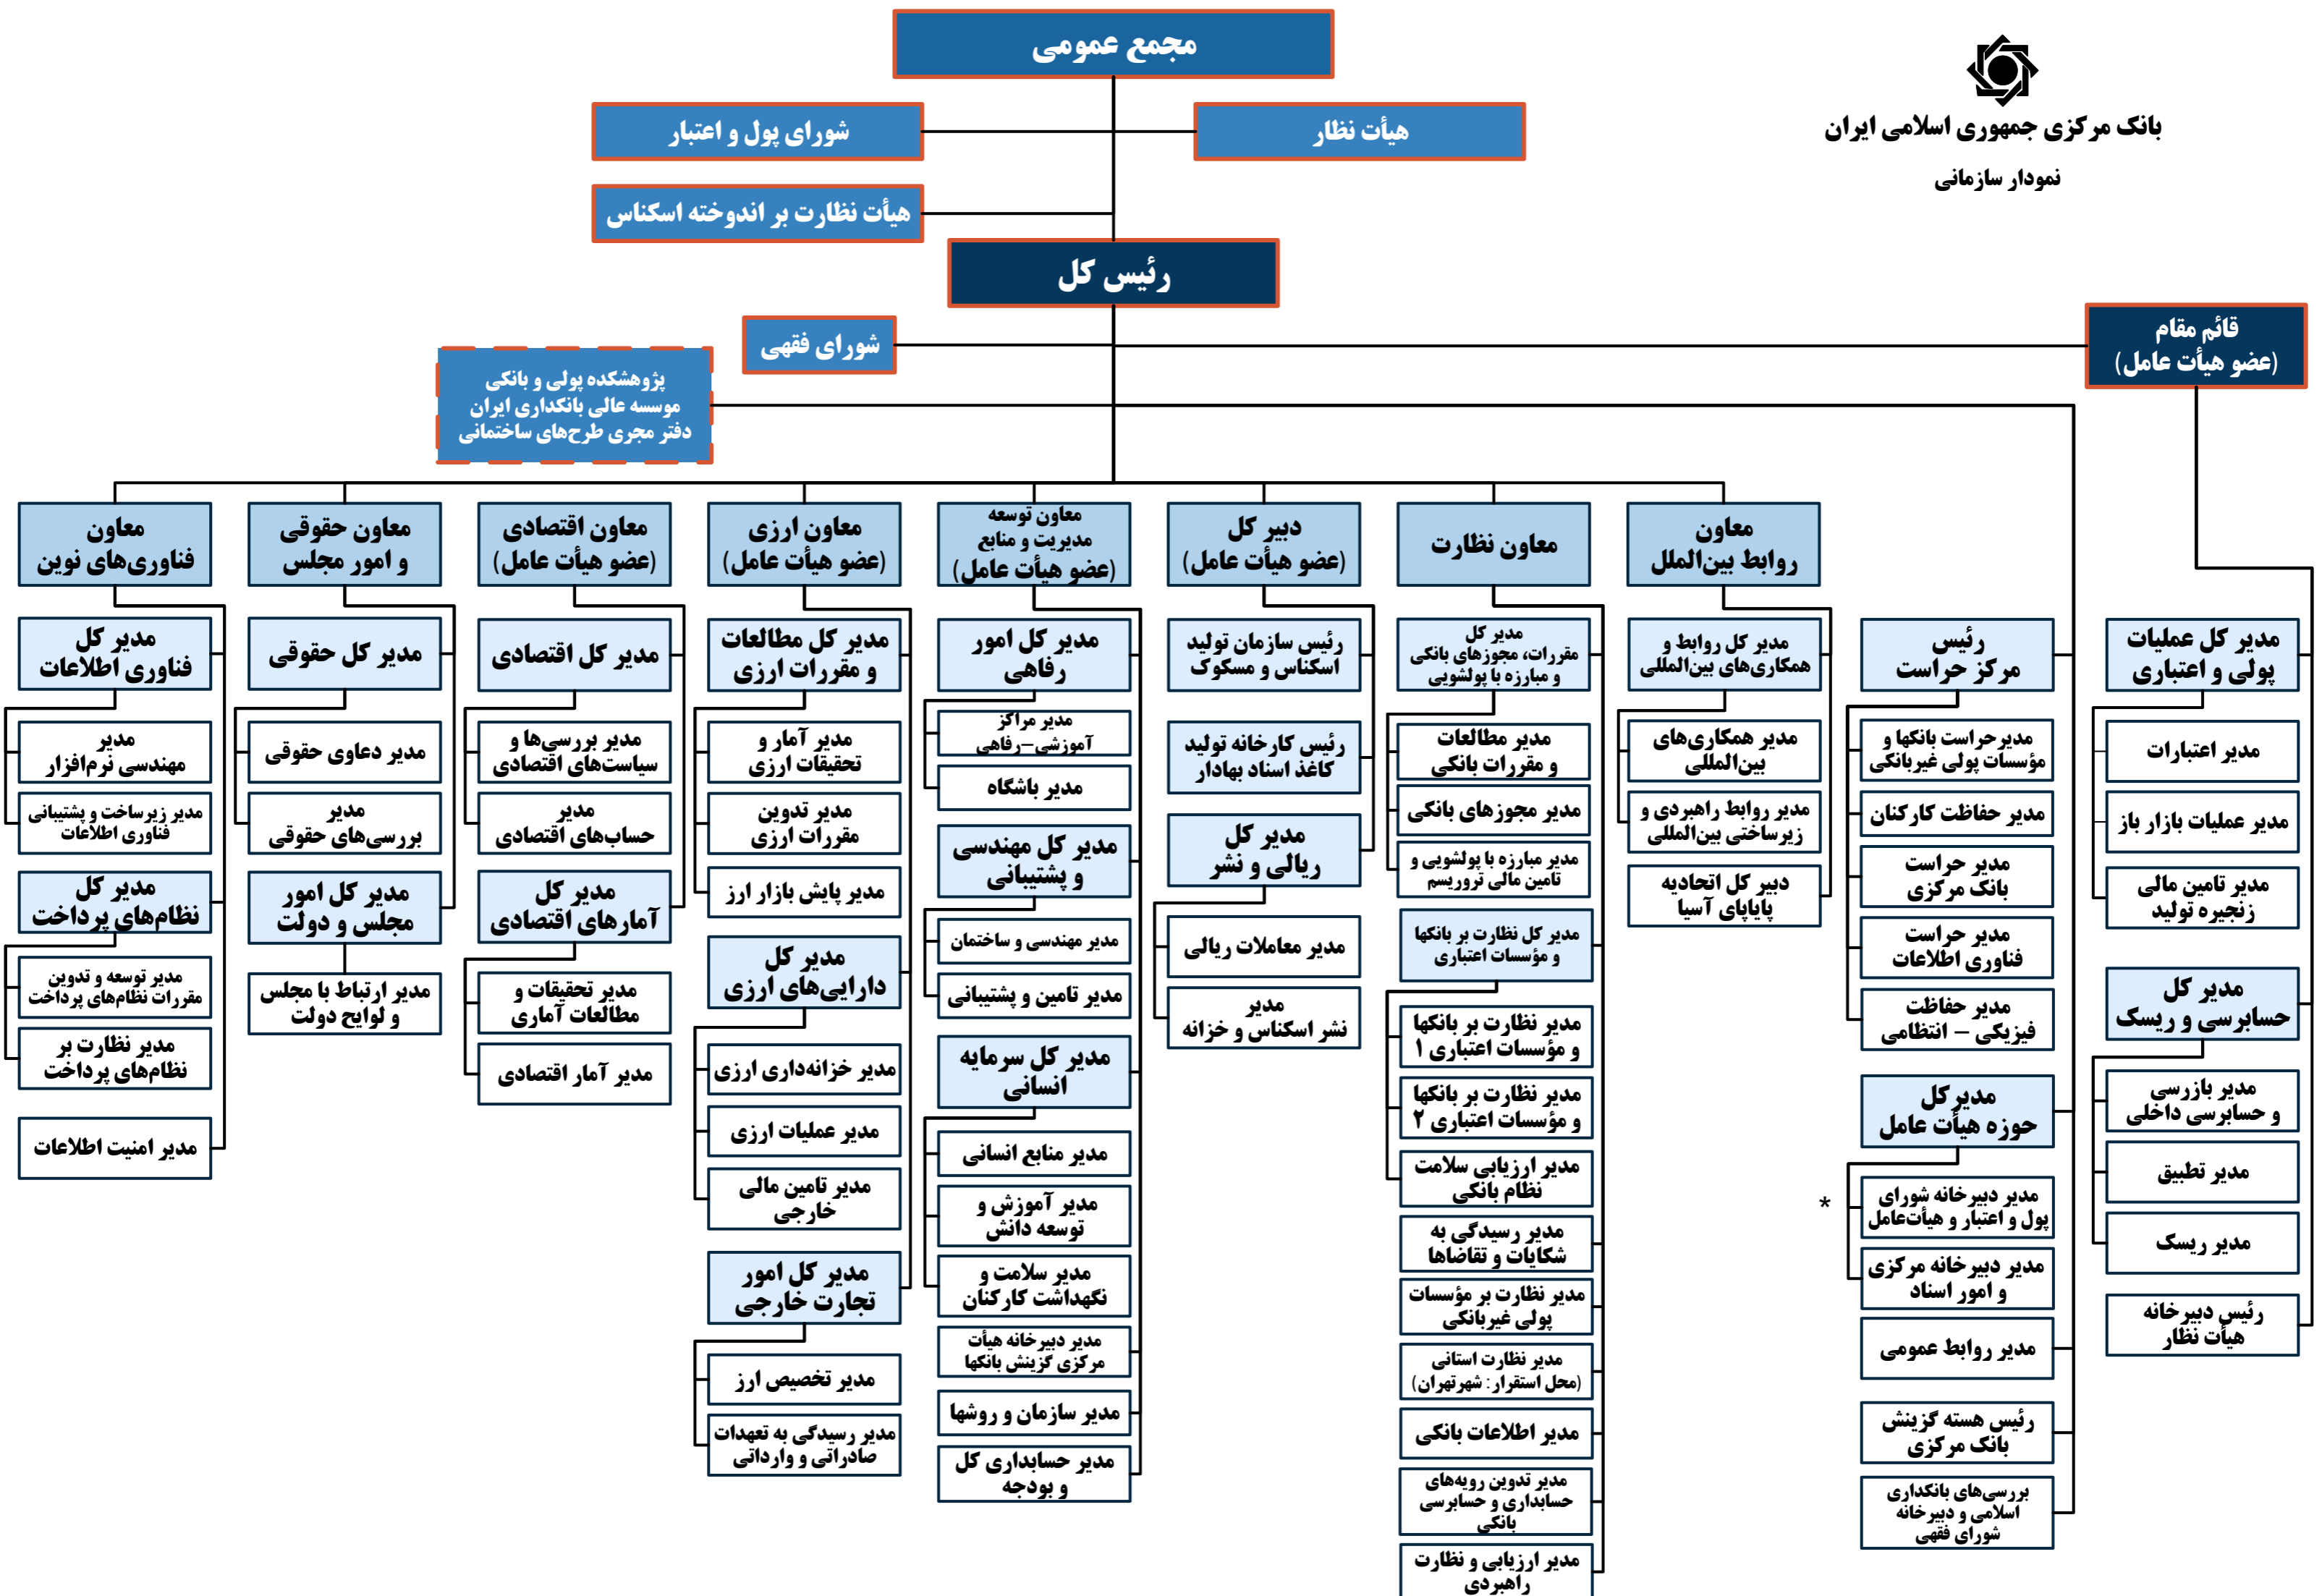 بانک مرکزی جمهوری اسلامی ایران
نمودار سازمانی
مجمع عمومی
هیأت نظار
شورای پول و اعتبار
هیأت نظارت بر اندوخته اسکناس
رئیس کل
قائم مقام
(عضو هیأت عامل)
شورای فقهی
پژوهشکده پولی و بانکی
موسسه عالی بانکداری ایران
دفتر مجری طرح‌های ساختمانی
مدیر کل عملیات
پولی و اعتباری
مدیر اعتبارات
مدیر عملیات بازار باز
مدیر تامین مالی
زنجیره تولید
مدیر کل
حسابرسی و ریسک
مدیر بازرسی
و حسابرسی داخلی
مدیر تطبیق
مدیر ریسک
رئیس دبیرخانه
هیأت نظار
رئیس
مرکز حراست
مدیرحراست بانکها و
مؤسسات پولی غیربانکی
مدیر حفاظت کارکنان
مدیر حراست
بانک مرکزی
مدیر حراست
فناوری اطلاعات
مدیر حفاظت
فیزیکی – انتظامی
مدیرکل
حوزه هیأت عامل
مدیر دبیرخانه شورای
پول و اعتبار و هیأت‌عامل
*
مدیر دبیرخانه مرکزی
و امور اسناد
مدیر روابط عمومی
رئیس هسته گزینش
بانک مرکزی
بررسی‌های بانکداری
اسلامی و دبیرخانه
شورای فقهی
معاون
روابط بین‌الملل
مدیر کل روابط و
همکاری‌های بین‌المللی
مدیر همکاری‌های
بین‌المللی
مدیر روابط راهبردی و
زیرساختی بین‌المللی
دبیر کل اتحادیه
پایاپای آسیا
معاون نظارت
مدیر کل
مقررات، مجوزهای بانکی
و مبارزه با پولشویی
مدیر مطالعات
و مقررات بانکی
مدیر مجوزهای بانکی
مدیر مبارزه با پولشویی و
تامین مالی تروریسم
مدیر کل نظارت بر بانکها
و مؤسسات اعتباری
مدیر نظارت بر بانکها
و مؤسسات اعتباری ۱
مدیر نظارت بر بانکها
و مؤسسات اعتباری ۲
مدیر ارزیابی سلامت
نظام بانکی
مدیر رسیدگی به
شکایات و تقاضاها
مدیر نظارت بر مؤسسات
پولی غیربانکی
مدیر نظارت استانی
(محل استقرار: شهرتهران)
مدیر اطلاعات بانکی
مدیر تدوین رویه‌های
حسابداری و حسابرسی
بانکی
مدیر ارزیابی و نظارت
راهبردی
دبیر کل
(عضو هیأت عامل)
رئیس سازمان تولید
اسکناس و مسکوک
رئیس کارخانه تولید
کاغذ اسناد بهادار
مدیر کل
ریالی و نشر
مدیر معاملات ریالی
مدیر
نشر اسکناس و خزانه
معاون توسعه
مدیریت و منابع
(عضو هیأت عامل)
مدیر کل امور
رفاهی
مدیر مراکز
آموزشی–رفاهی
مدیر باشگاه
مدیر کل مهندسی
و پشتیبانی
مدیر مهندسی و ساختمان
مدیر تامین و پشتیبانی
مدیر کل سرمایه
انسانی
مدیر منابع انسانی
مدیر آموزش و
توسعه دانش
مدیر سلامت و
نگهداشت کارکنان
مدیر دبیرخانه هیأت
مرکزی گزینش بانکها
مدیر سازمان و روشها
مدیر حسابداری کل
و بودجه
معاون ارزی
(عضو هیأت عامل)
مدیر کل مطالعات
و مقررات ارزی
مدیر آمار و
تحقیقات ارزی
مدیر تدوین
مقررات ارزی
مدیر پایش بازار ارز
مدیر کل
دارایی‌های ارزی
مدیر خزانه‌داری ارزی
مدیر عملیات ارزی
مدیر تامین مالی
خارجی
مدیر کل امور
تجارت خارجی
مدیر تخصیص ارز
مدیر رسیدگی به تعهدات
صادراتی و وارداتی
معاون اقتصادی
(عضو هیأت عامل)
مدیر کل اقتصادی
مدیر بررسی‌ها و
سیاست‌های اقتصادی
مدیر
حساب‌های اقتصادی
مدیر کل
آمارهای اقتصادی
مدیر تحقیقات و
مطالعات آماری
مدیر آمار اقتصادی
معاون حقوقی
و امور مجلس
مدیر کل حقوقی
مدیر دعاوی حقوقی
مدیر
بررسی‌های حقوقی
مدیر کل امور
مجلس و دولت
مدیر ارتباط با مجلس
و لوایح دولت
معاون
فناوری‌های نوین
مدیر کل
فناوری اطلاعات
مدیر
مهندسی نرم‌افزار
مدیر زیرساخت و پشتیبانی
فناوری اطلاعات
مدیر کل
نظام‌های پرداخت
مدیر توسعه و تدوین
مقررات نظام‌های پرداخت
مدیر نظارت بر
نظام‌های پرداخت
مدیر امنیت اطلاعات